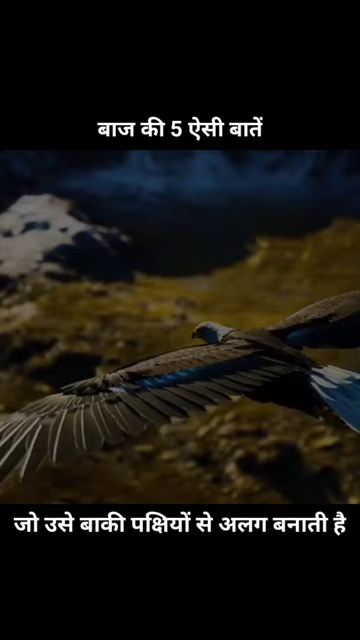 बाज की 5 ऐसी बातें
जो उसे बाकी पक्षियों से अलग बनाती है